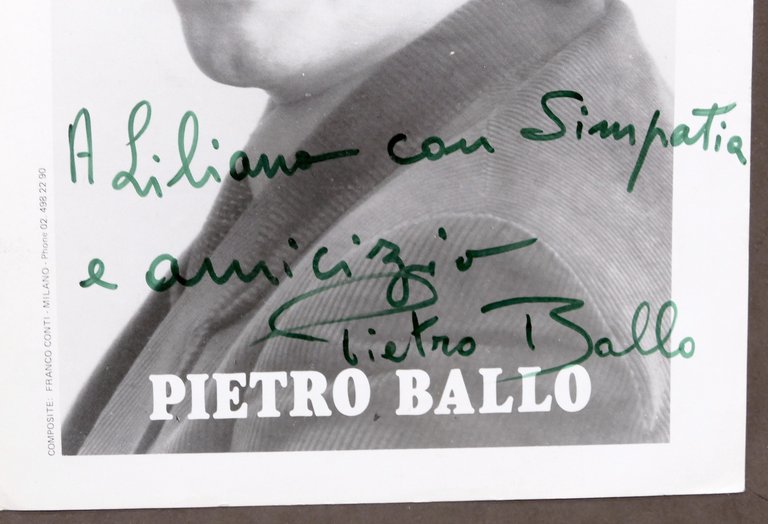 A Liliana con Simpatia
e amicizia
Pietro Ballo
PIETRO BALLO
COMPOSITE: FRANCO CONTI - MILANO - Phone 02. 498 22 90